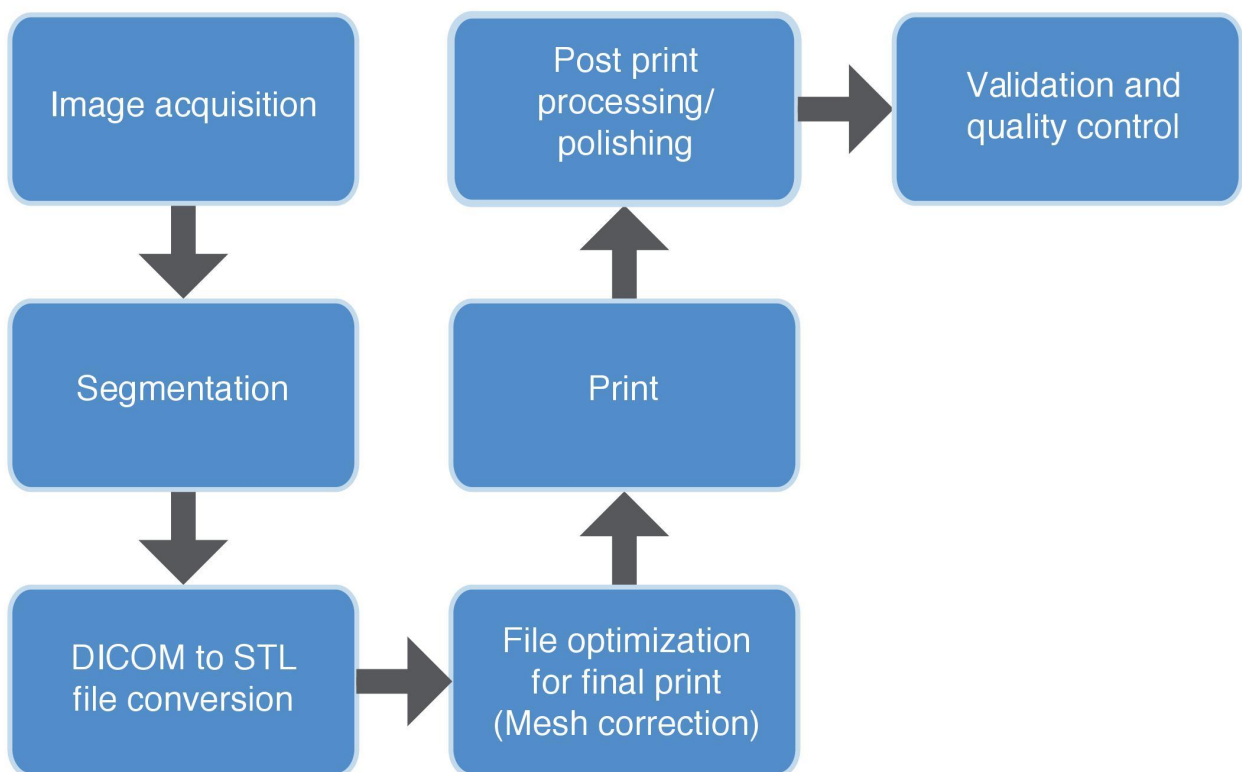 Image acquisition
Segmentation
DICOM to STL
file conversion
File optimization
for final print
(Mesh correction)
Print
Post print
processing/
polishing
Validation and
quality control